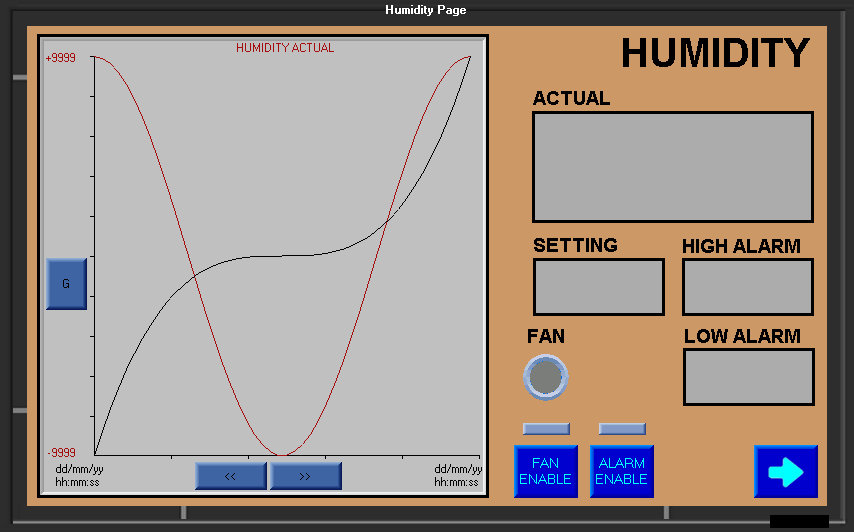 Humidity Page
HUMIDITY ACTUAL
+9999
G
-9999
dd/mm/yy
hh:mm:ss
<<
>>
dd/mm/yy
hh:mm:ss
HUMIDITY
ACTUAL
SETTING
HIGH ALARM
FAN
LOW ALARM
FAN
ENABLE
ALARM
ENABLE